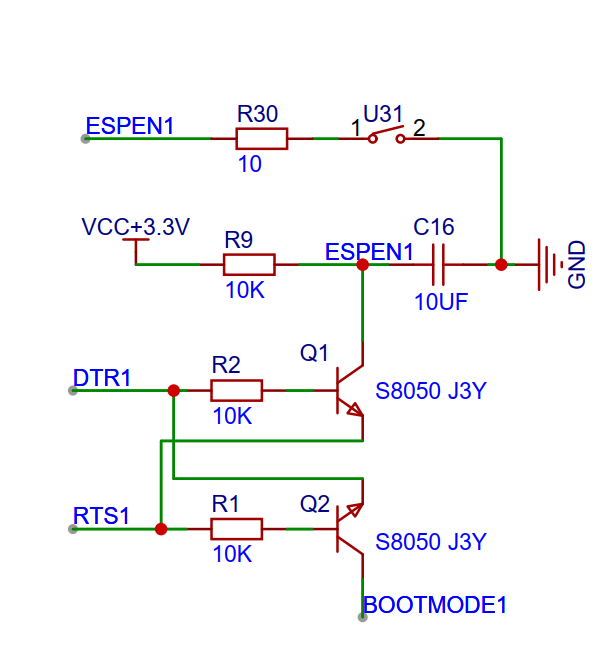 R30 U31
ESPEN1 1 2
10
VCC+3.3V C16
R9 ESPEN1
GND
10K 10UF
Q1
R2
DTR1 S8050 J3Y
10K
R1 Q2
RTS1
S8050 J3Y
10K
BOOTMODE1